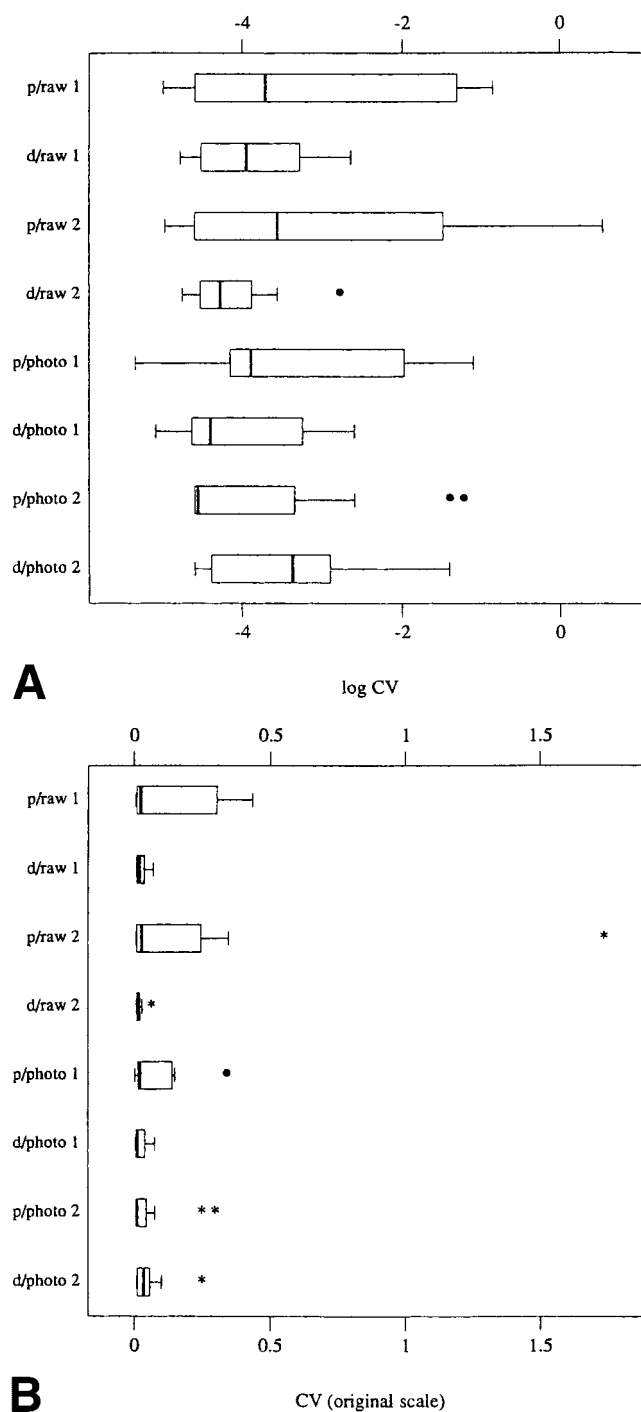 -4 -2 0
p/raw 1
d/raw 1
p/raw 2
d/raw 2
p/photo 1
d/photo 1
p/photo 2
d/photo 2
-4 -2 0
A
log CV
0 0.5 1 1.5
p/raw 1
d/raw 1
p/raw 2
*
d/raw 2
*
p/photo 1
d/photo 1
p/photo 2
* *
d/photo 2
*
0 0.5 1 1.5
B
CV (original scale)